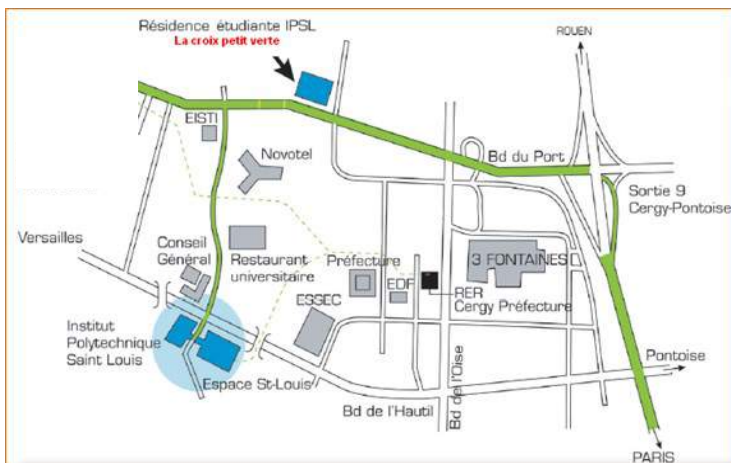 Résidence étudiante IPSL
La croix petit verte
ROUEN
EISTI
Novotel
Bd du Port
Sortie 9
Cergy-Pontoise
Versailles
Conseil
Général
Restaurant
universitaire
Préfecture
3 FONTAINES
EDF
RER
Cergy Préfecture
ESSEC
Institut
Polytechnique
Saint Louis
Espace St-Louis
Bd de l'Hautil
Bd de l'Oise
Pontoise
PARIS